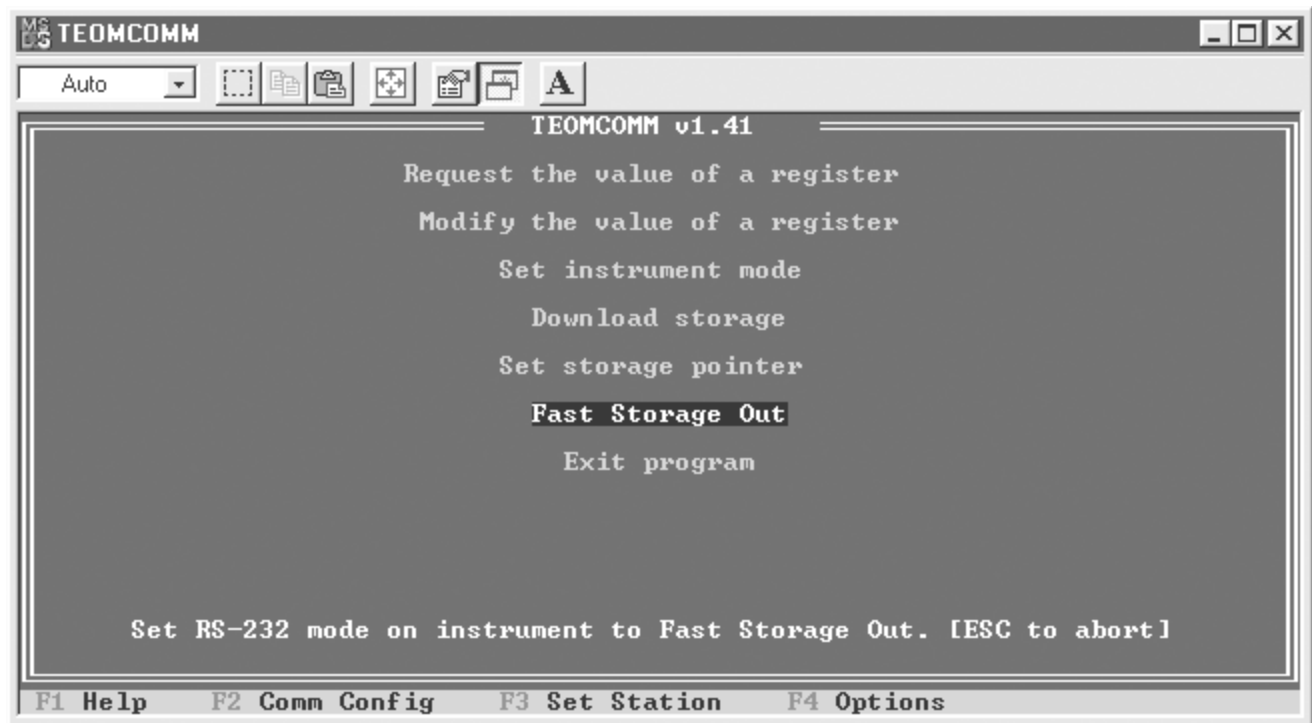 MS DOS TEOMCOMM
Auto A
TEOMCOMM v1.41
Request the value of a register
Modify the value of a register
Set instrument mode
Download storage
Set storage pointer
Fast Storage Out
Exit program
Set RS-232 mode on instrument to Fast Storage Out. [ESC to abort]
F1 Help F2 Comm Config F3 Set Station F4 Options